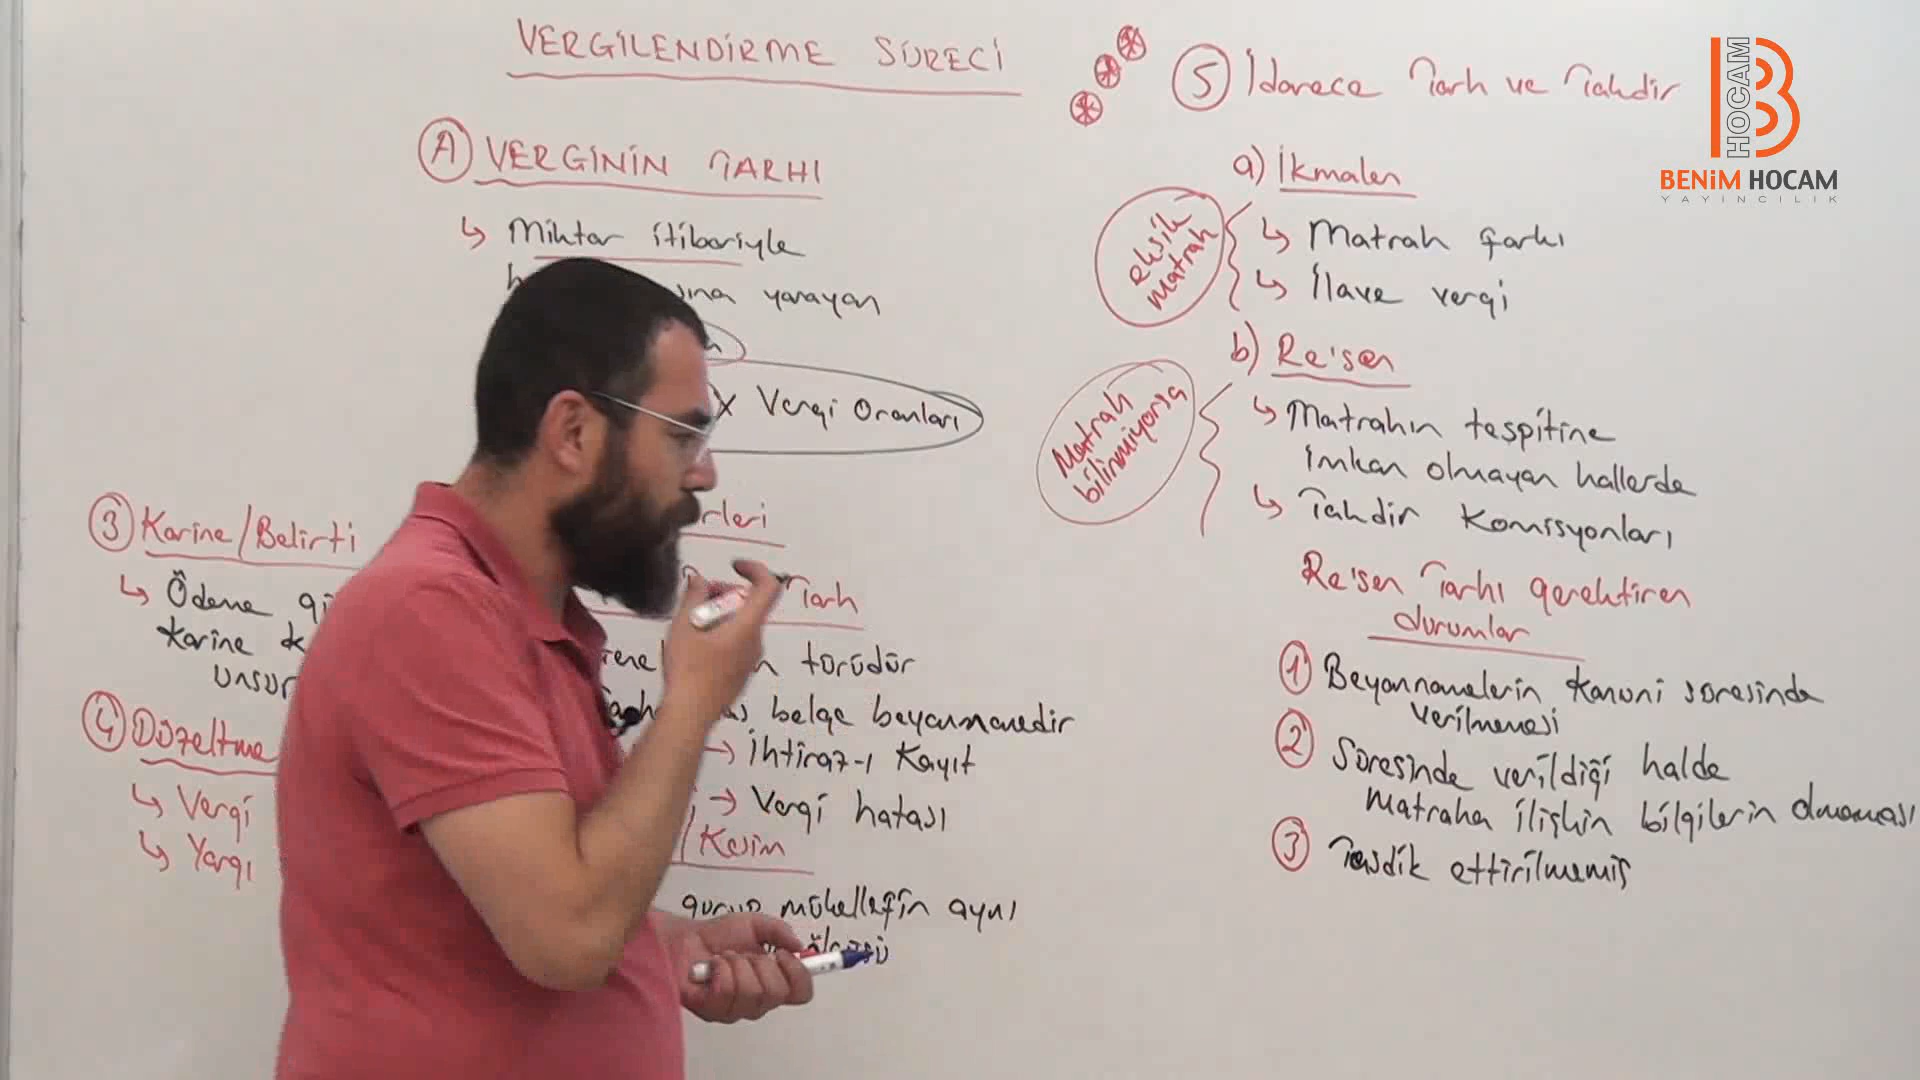 VERGİLENDİRME SÜRECİ
A VERGİNİN TARHI
↳ Miktar itibariyle
yarayan
x Vergi Oranları
Tarh
türüdür
belge beyannamedir
→ İhtiraz-ı Kayıt
→ Vergi hatası
/Kesim
mükellefin aynı
3 Karine/Belirti
↳ Ödeme
Karine
4 Düzeltme
↳ Vergi
↳ Yargı
5 İdarece Tarh ve Takdir
a) İkmalen
eksik
matrah
↳ Matrah farkı
↳ İlave vergi
b) Re'sen
Matrah
bilinmiyorsa
↳ Matrahın tespitine
imkan olmayan hallerde
↳ Takdir Komisyonları
Re'sen Tarhı gerektiren
durumlar
1 Beyannamelerin Kanuni süresinde
verilmemesi
2 Süresinde verildiği halde
Matraha ilişkin bilgilerin olmaması
3 Tasdik ettirilmemiş
HOCAM
B
BENİM HOCAM
YAYINCILIK